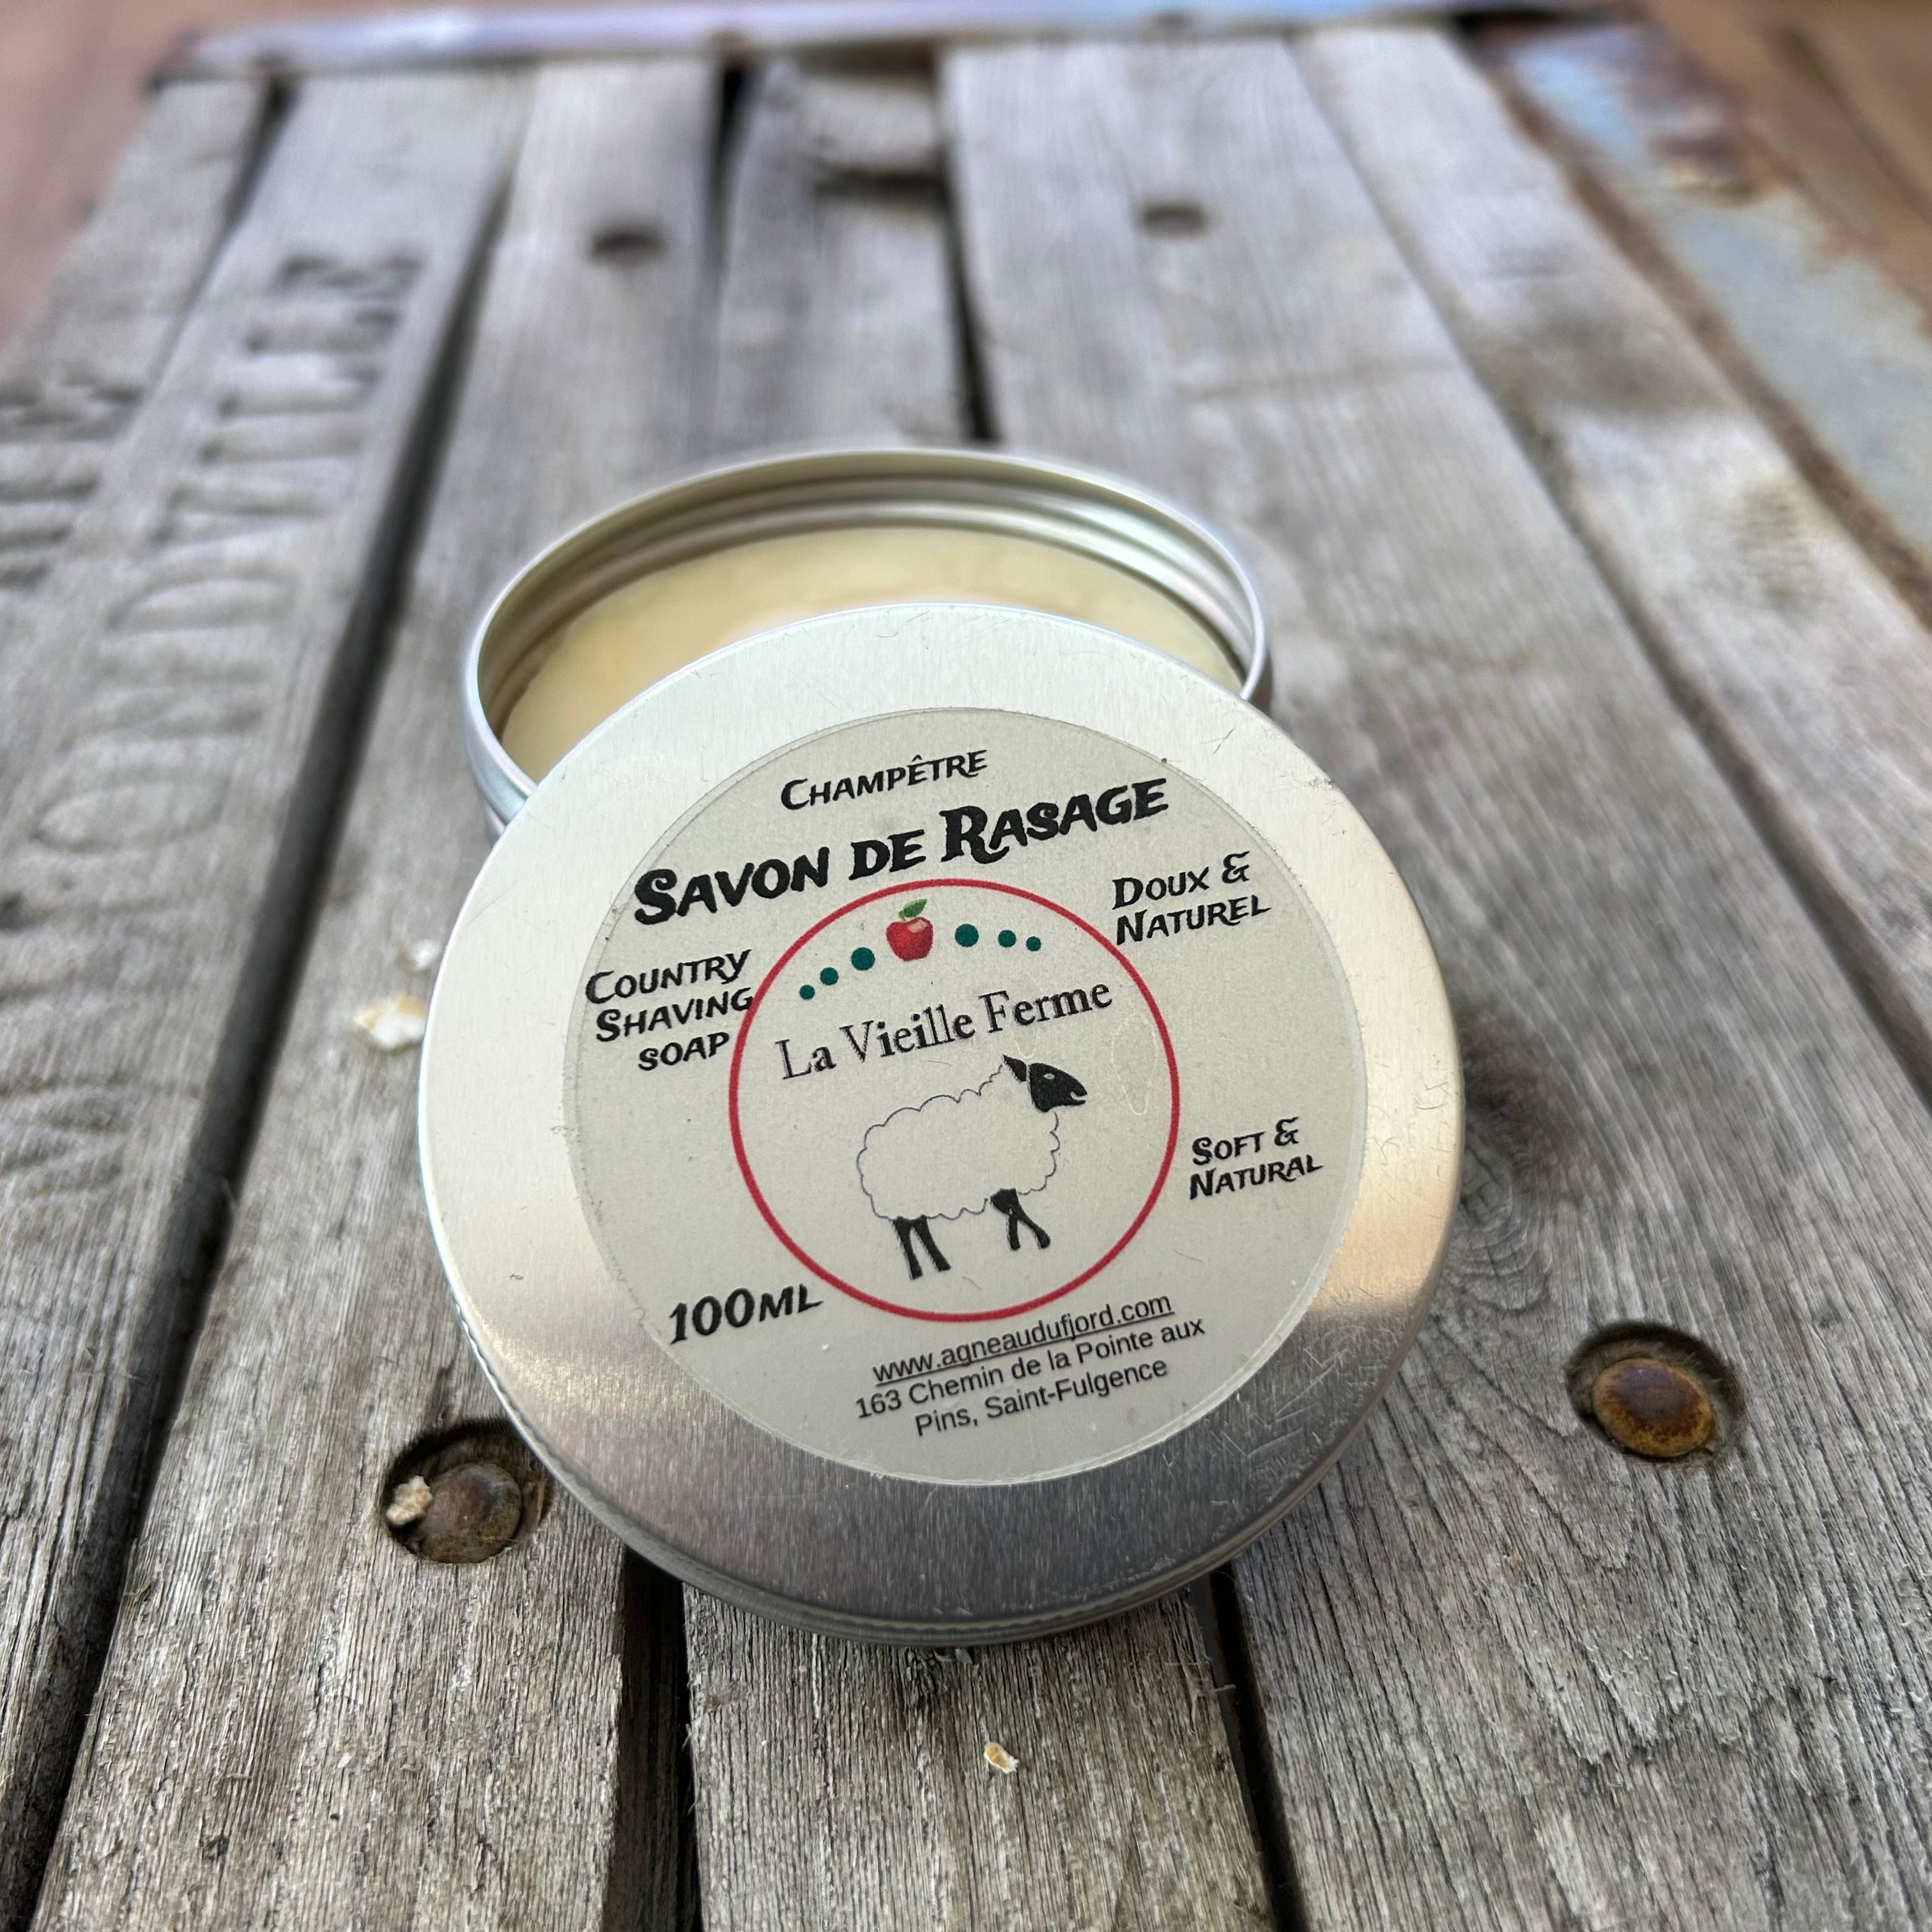 Champêtre
Savon de Rasage
Doux &
Naturel
Country
Shaving
soap
La Vieille Ferme
Soft &
Natural
100ml
www.agneaudufjord.com
163 Chemin de la Pointe aux
Pins, Saint-Fulgence